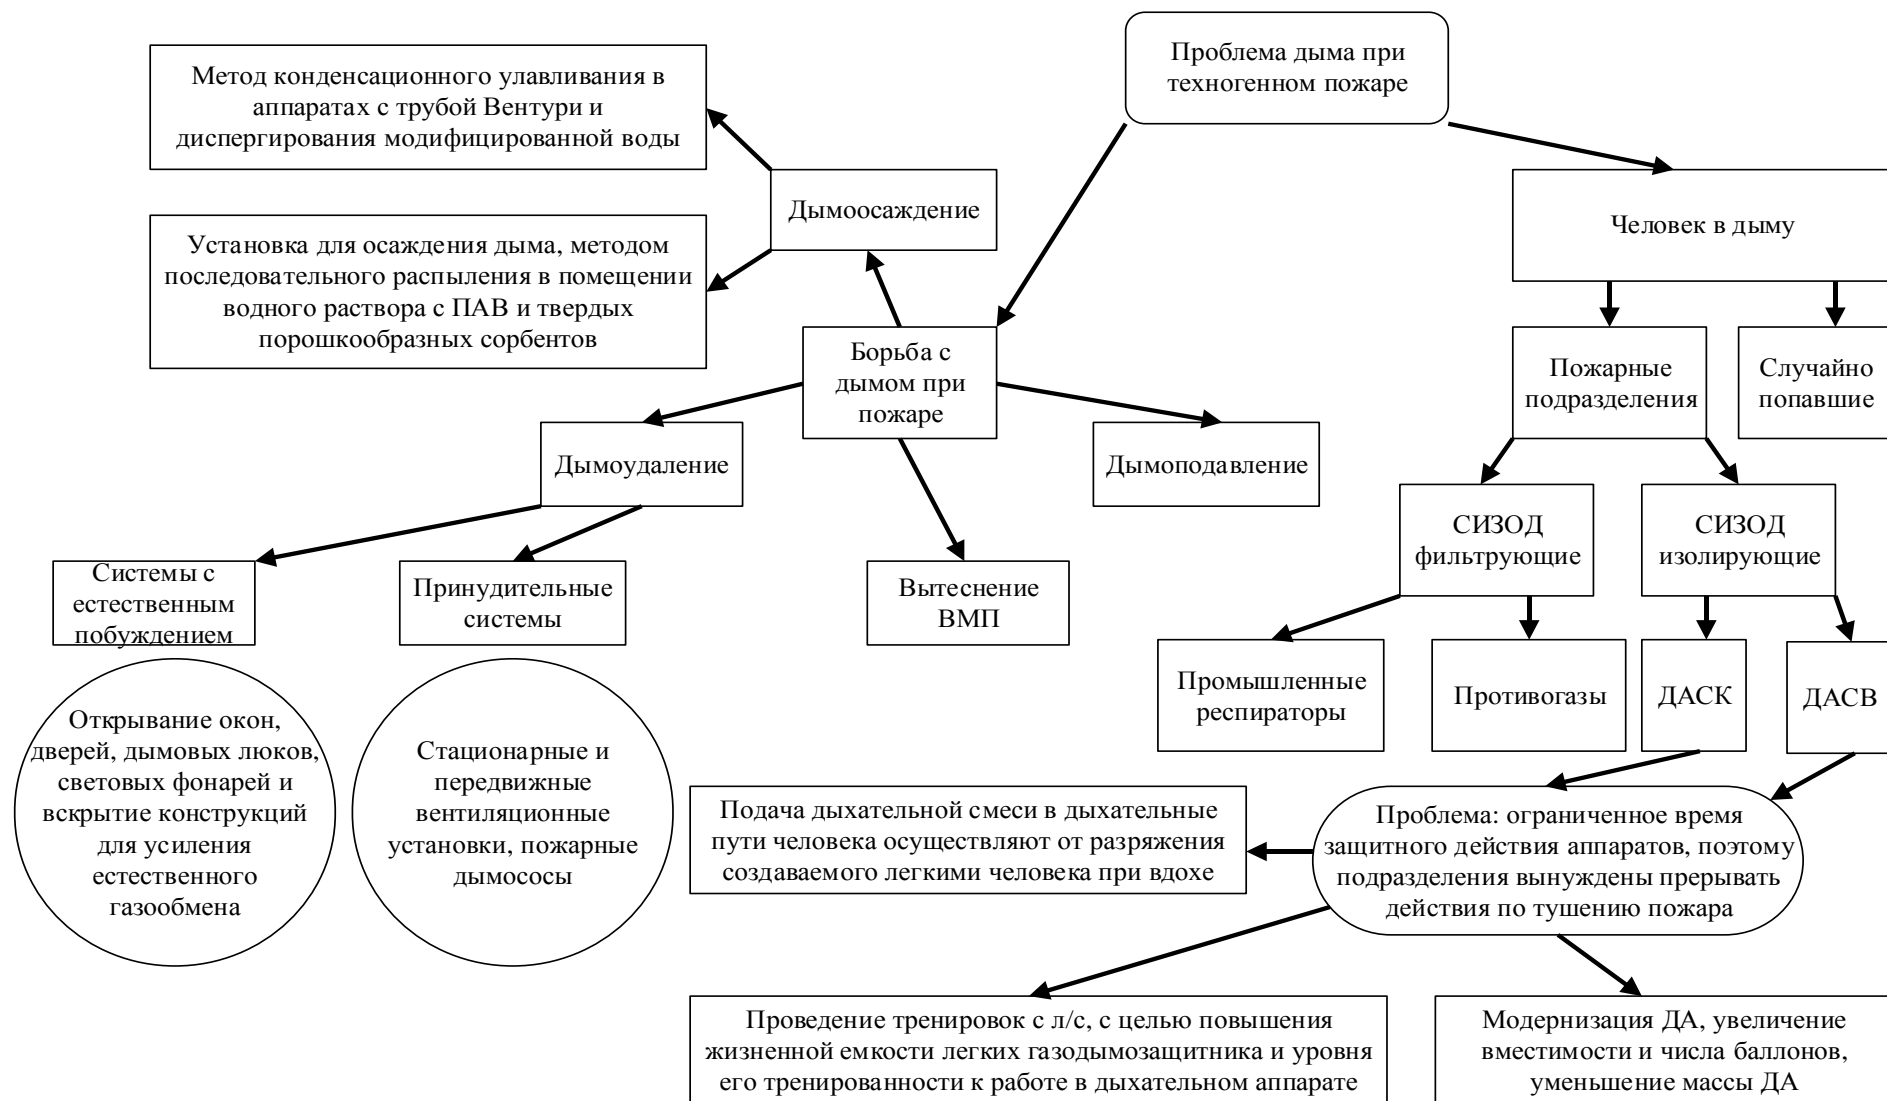 Проблема дыма при
техногенном пожаре
Метод конденсационного улавливания в
аппаратах с трубой Вентури и
диспергирования модифицированной воды
Дымоосаждение
Человек в дыму
Установка для осаждения дыма, методом
последовательного распыления в помещении
водного раствора с ПАВ и твердых
порошкообразных сорбентов
Борьба с
дымом при
пожаре
Пожарные
подразделения
Случайно
попавшие
Дымоудаление
Дымоподавление
СИЗОД
фильтрующие
СИЗОД
изолирующие
Системы с
естественным
побуждением
Принудительные
системы
Вытеснение
ВМП
Промышленные
респираторы
Противогазы
ДАСК
ДАСВ
Открывание окон,
дверей, дымовых люков,
световых фонарей и
вскрытие конструкций
для усиления
естественного
газообмена
Стационарные и
передвижные
вентиляционные
установки, пожарные
дымососы
Подача дыхательной смеси в дыхательные
пути человека осуществляют от разряжения
создаваемого легкими человека при вдохе
Проблема: ограниченное время
защитного действия аппаратов, поэтому
подразделения вынуждены прерывать
действия по тушению пожара
Проведение тренировок с л/с, с целью повышения
жизненной емкости легких газодымозащитника и уровня
его тренированности к работе в дыхательном аппарате
Модернизация ДА, увеличение
вместимости и числа баллонов,
уменьшение массы ДА